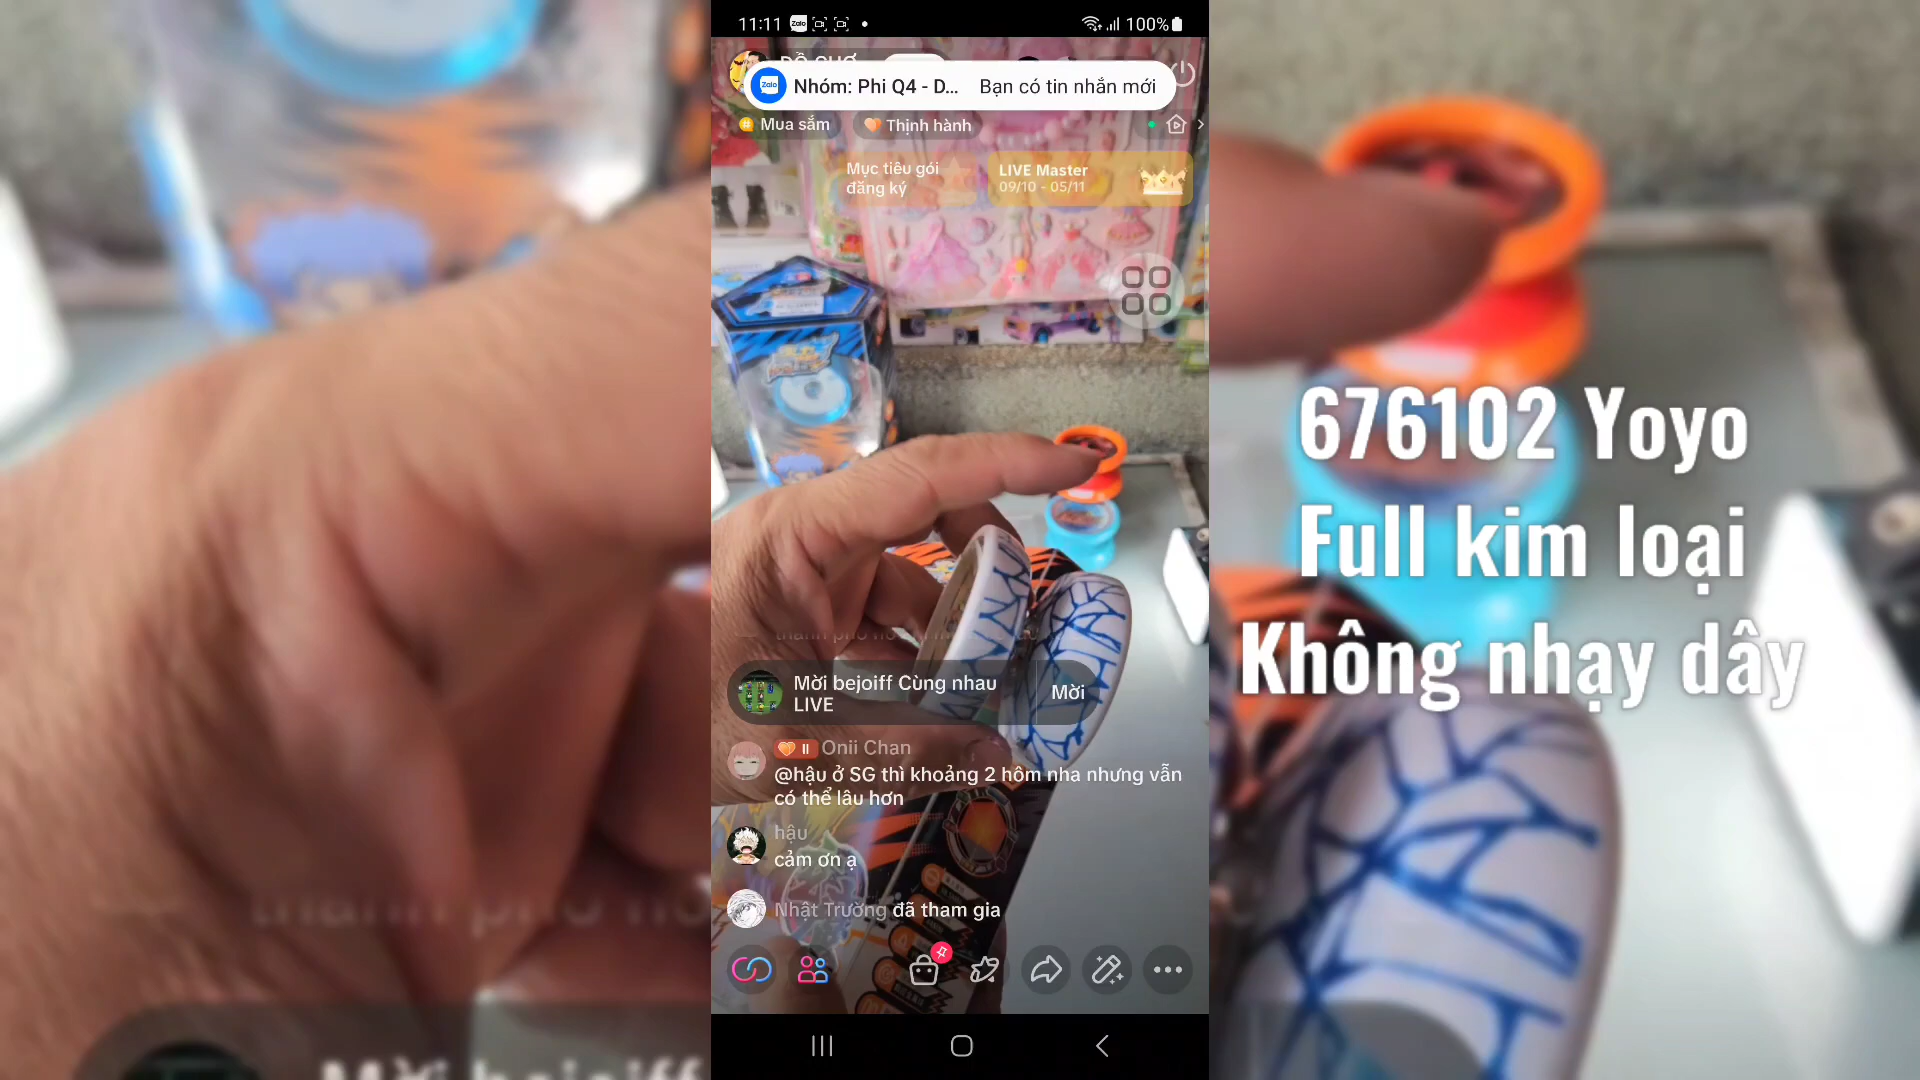 11:11
100%
Nhóm: Phi Q4 - D... Bạn có tin nhắn mới
Mua sắm
Thịnh hành
Mục tiêu gói
đăng ký
LIVE Master
09/10 - 05/11
676102 Yoyo
Full kim loại
Không nhạy dây
Mời bejoiff Cùng nhau
LIVE
Mời
II Onii Chan
@hậu ở SG thì khoảng 2 hôm nha nhưng vẫn
có thể lâu hơn
hậu
cảm ơn ạ
Nhật Trường đã tham gia